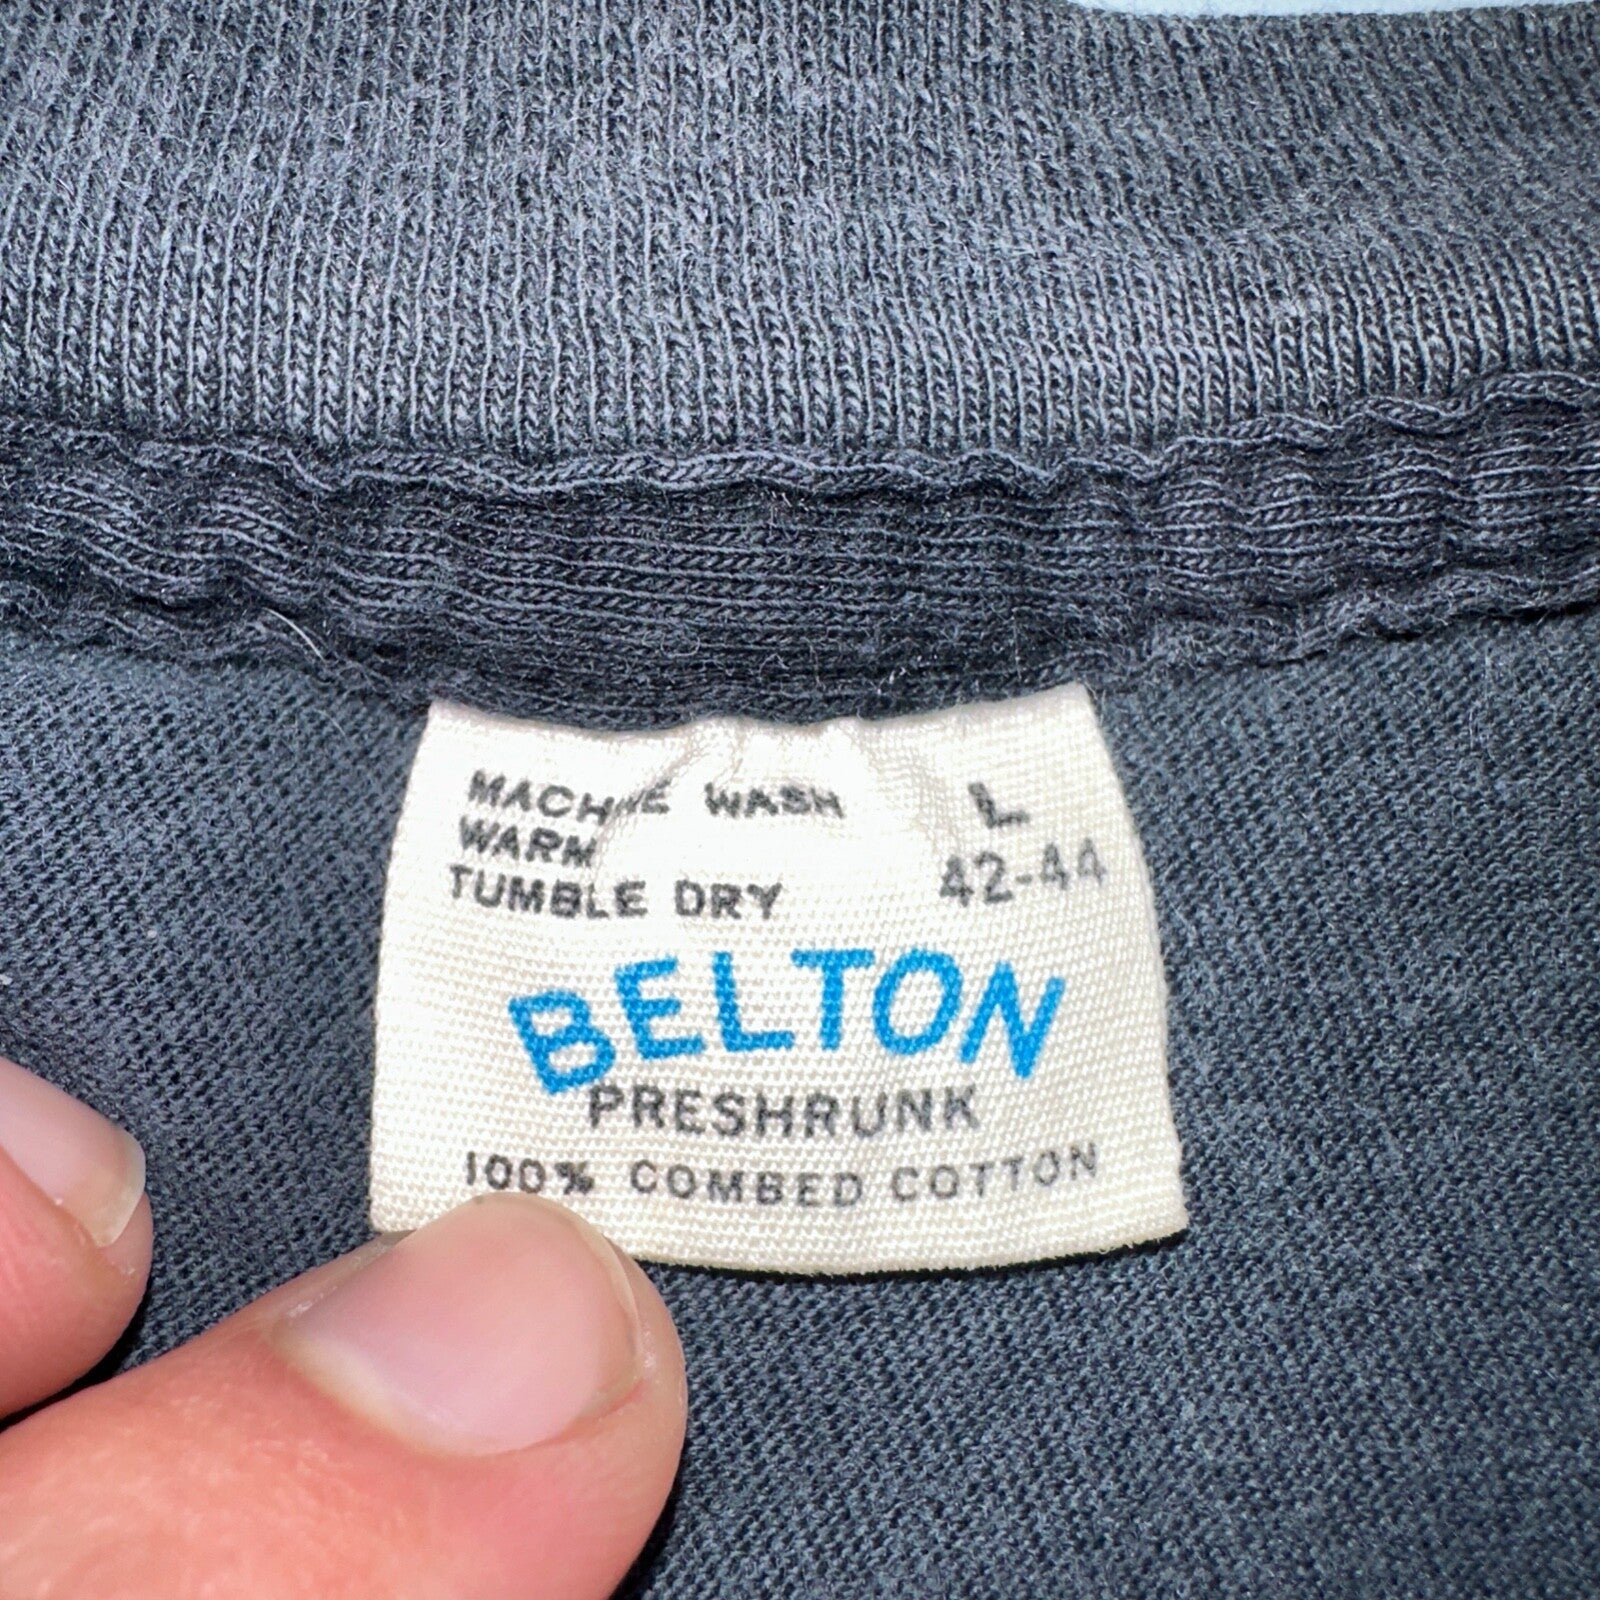 MACHINE WASH L
WARM
TUMBLE DRY 42-44
BELTON
PRESHRUNK
100% COMBED COTTON